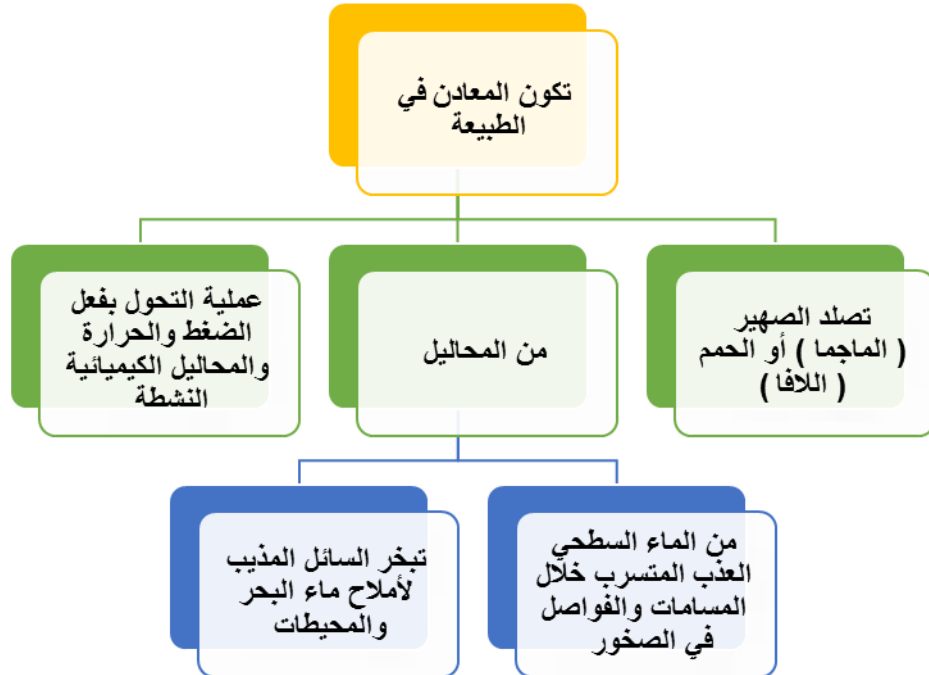 تكون المعادن في
الطبيعة
تصلد الصهير
( الماجما ) أو الحمم
( اللافا )
من المحاليل
عملية التحول بفعل
الضغط والحرارة
والمحاليل الكيميائية
النشطة
من الماء السطحي
العذب المتسرب خلال
المسامات والفواصل
في الصخور
تبخر السائل المذيب
لأملاح ماء البحر
والمحيطات